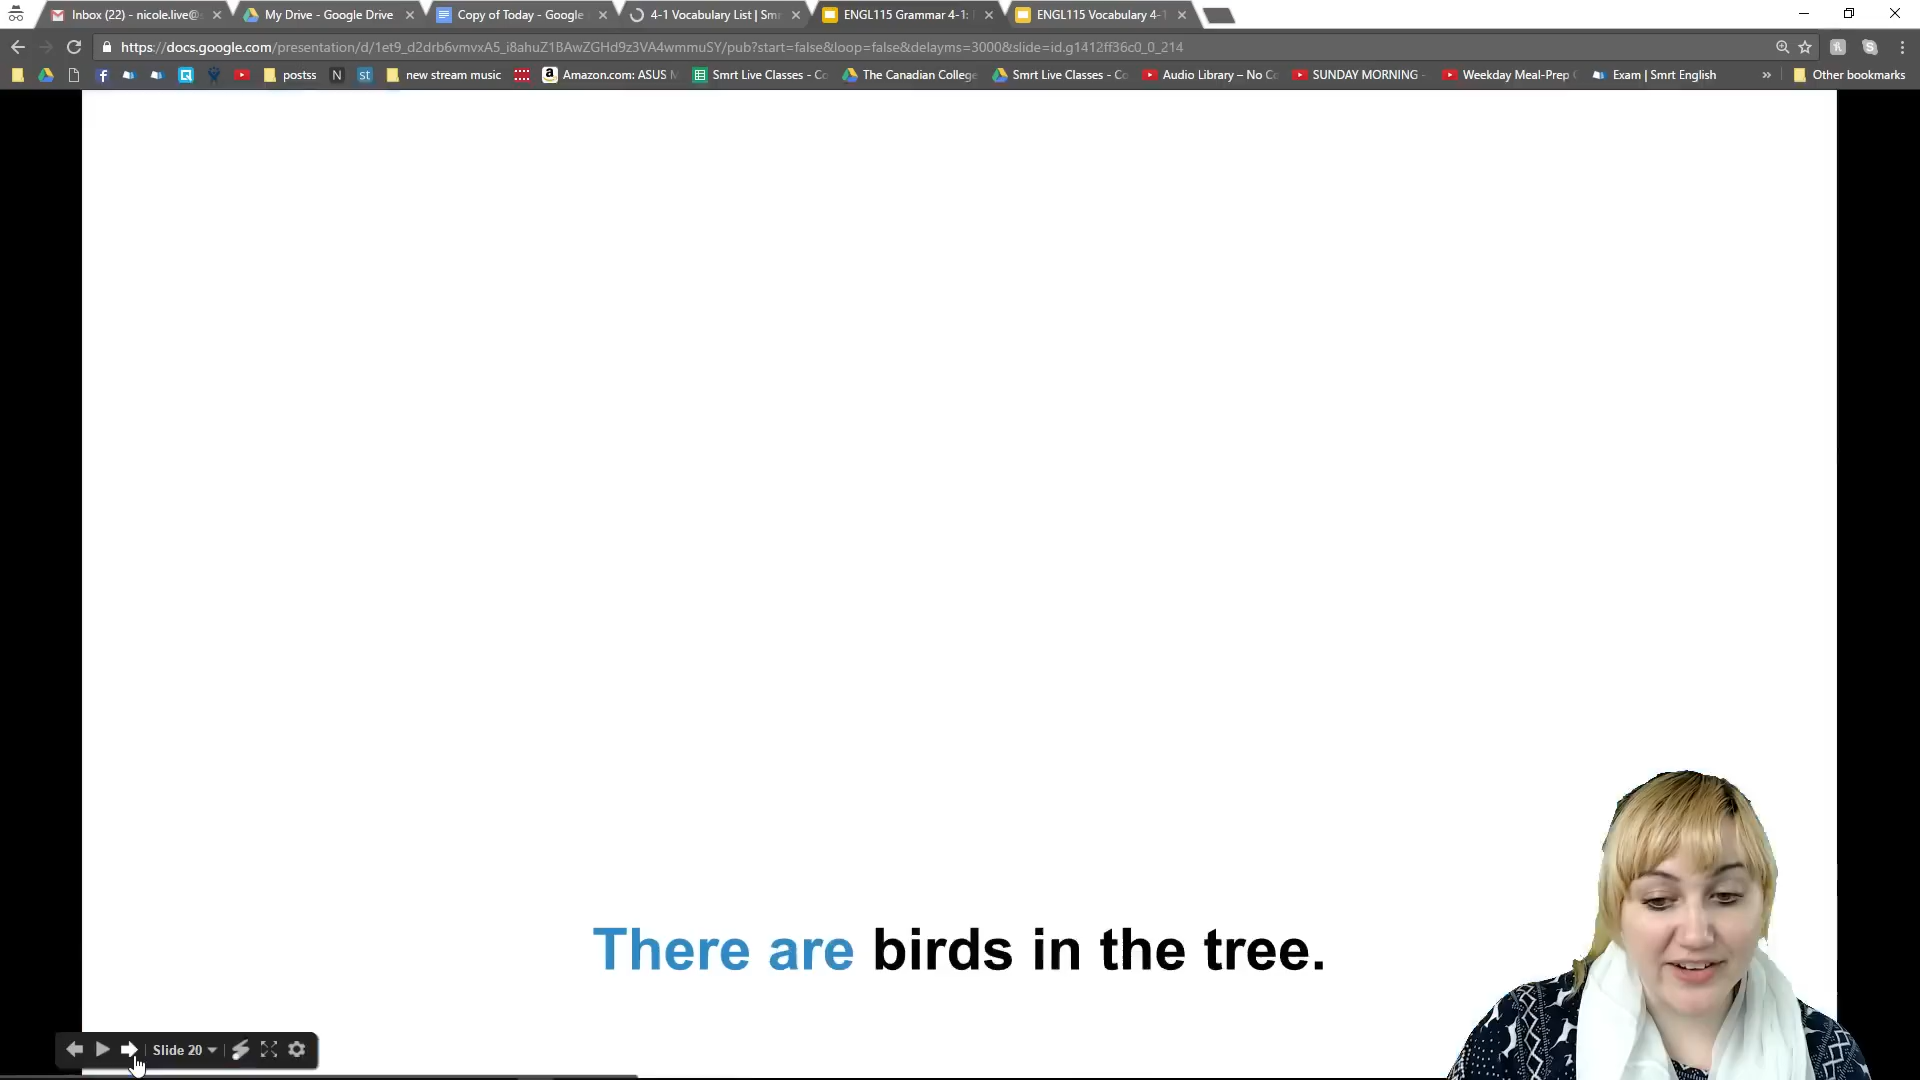 Inbox (22) - nicole.live@
My Drive - Google Drive
Copy of Today - Google
4-1 Vocabulary List | Sm
ENGL115 Grammar 4-1:
ENGL115 Vocabulary 4-1
https://docs.google.com/presentation/d/1et9_d2drb6vmvxA5_i8ahuZ1BAwZGHd9z3VA4wmmuSY/pub?start=false&loop=false&delayms=3000&slide=id.g1412ff36c0_0_214
postss
N
st
new stream music
Amazon.com: ASUS M
Smrt Live Classes - Co
The Canadian Colleg
Smrt Live Classes - Co
Audio Library – No Co
SUNDAY MORNING -
Weekday Meal-Prep
Exam | Smrt English
»
Other bookmarks
There are birds in the tree.
Slide 20